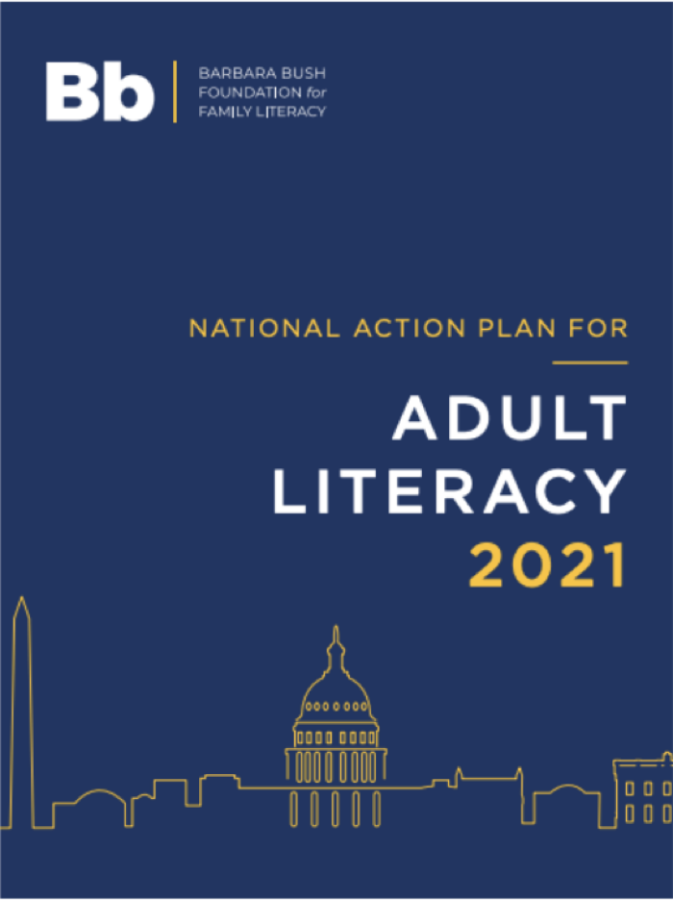 Bb
BARBARA BUSH
FOUNDATION for
FAMILY LITERACY
NATIONAL ACTION PLAN FOR
ADULT
LITERACY
2021